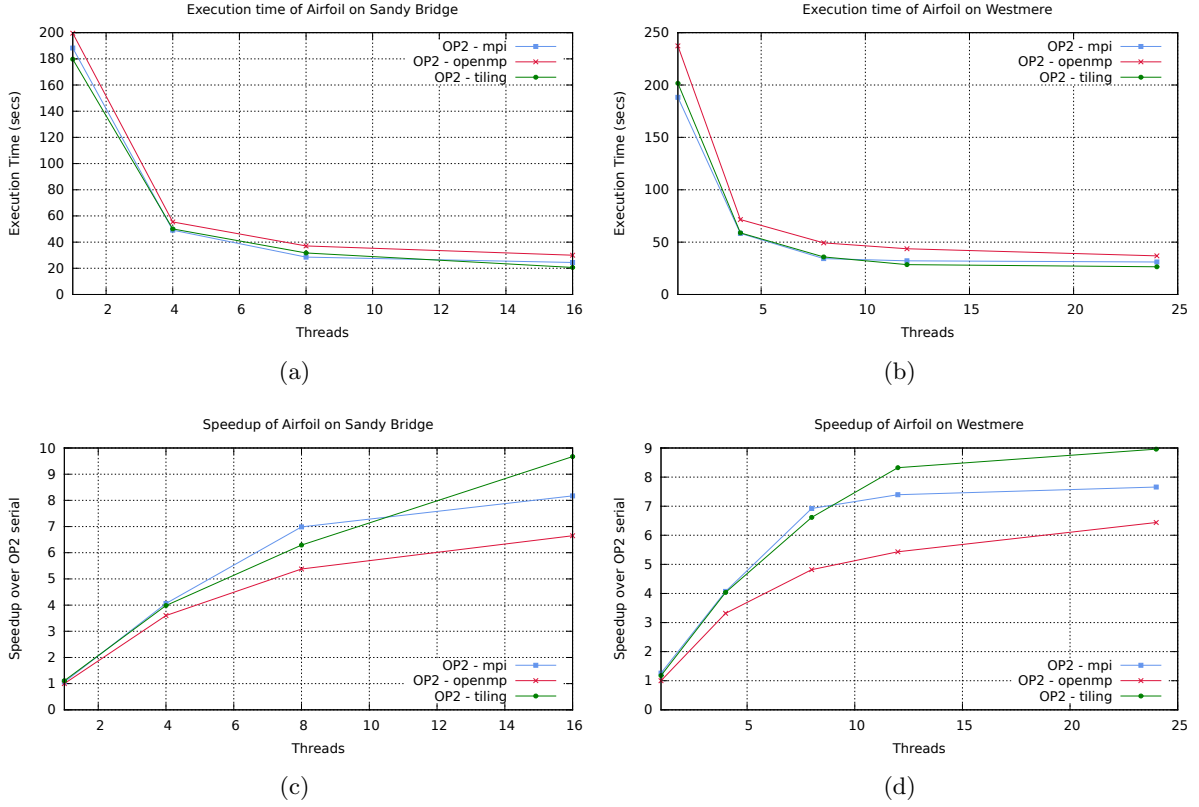 Execution time of Airfoil on Sandy Bridge
200
180
160
140
120
100
80
60
40
20
0
Execution Time (secs)
OP2 - mpi
OP2 - openmp
OP2 - tiling
2 4 6 8 10 12 14 16
Threads
(a)
Execution time of Airfoil on Westmere
250
200
150
100
50
0
Execution Time (secs)
OP2 - mpi
OP2 - openmp
OP2 - tiling
5 10 15 20 25
Threads
(b)
Speedup of Airfoil on Sandy Bridge
10
9
8
7
6
5
4
3
2
1
0
Speedup over OP2 serial
OP2 - mpi
OP2 - openmp
OP2 - tiling
2 4 6 8 10 12 14 16
Threads
(c)
Speedup of Airfoil on Westmere
9
8
7
6
5
4
3
2
1
0
Speedup over OP2 serial
OP2 - mpi
OP2 - openmp
OP2 - tiling
5 10 15 20 25
Threads
(d)